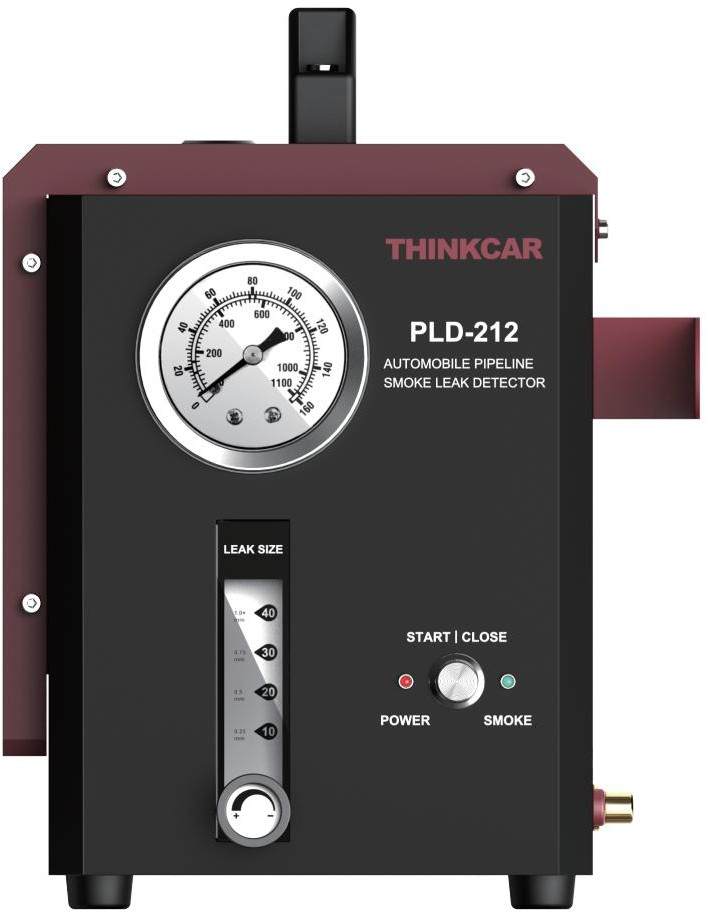 THINKCAR
PLD-212
AUTOMOBILE PIPELINE
SMOKE LEAK DETECTOR
0
20
40
60
80
100
120
140
160
200
400
600
1000
1100
LEAK SIZE
1.0+
mm
40
0.75
mm
30
0.5
mm
20
0.25
mm
10
+ −
START | CLOSE
POWER
SMOKE